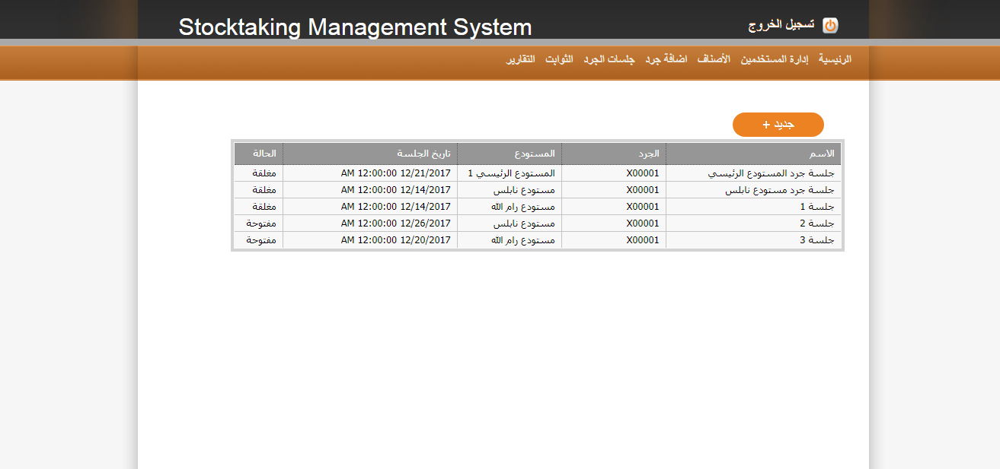 Stocktaking Management System
تسجيل الخروج
الرئيسية إدارة المستخدمين الأصناف اضافة جرد جلسات الجرد الثوابت التقارير
جديد +
الاسم الجرد المستودع تاريخ الجلسة الحالة
جلسة جرد المستودع الرئيسي X00001 المستودع الرئيسي 1 12/21/2017 12:00:00 AM مغلقة
جلسة جرد مستودع نابلس X00001 مستودع نابلس 12/14/2017 12:00:00 AM مغلقة
جلسة 1 X00001 مستودع رام الله 12/14/2017 12:00:00 AM مغلقة
جلسة 2 X00001 مستودع نابلس 12/26/2017 12:00:00 AM مفتوحة
جلسة 3 X00001 مستودع رام الله 12/20/2017 12:00:00 AM مفتوحة